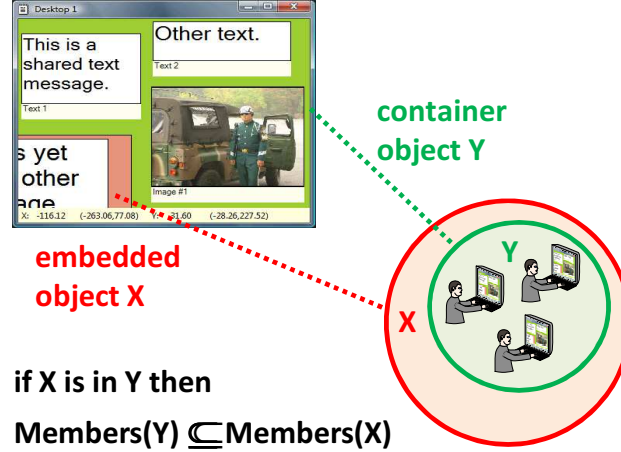 Desktop 1
This is a
shared text
message.
Text 1
Other text.
Text 2
s yet
other
age
Image #1
X: -116.12 (-263.06,77.08) Y: 31.60 (-28.26,227.52)
container
object Y
embedded
object X
Y
X
if X is in Y then
Members(Y) ⊆Members(X)